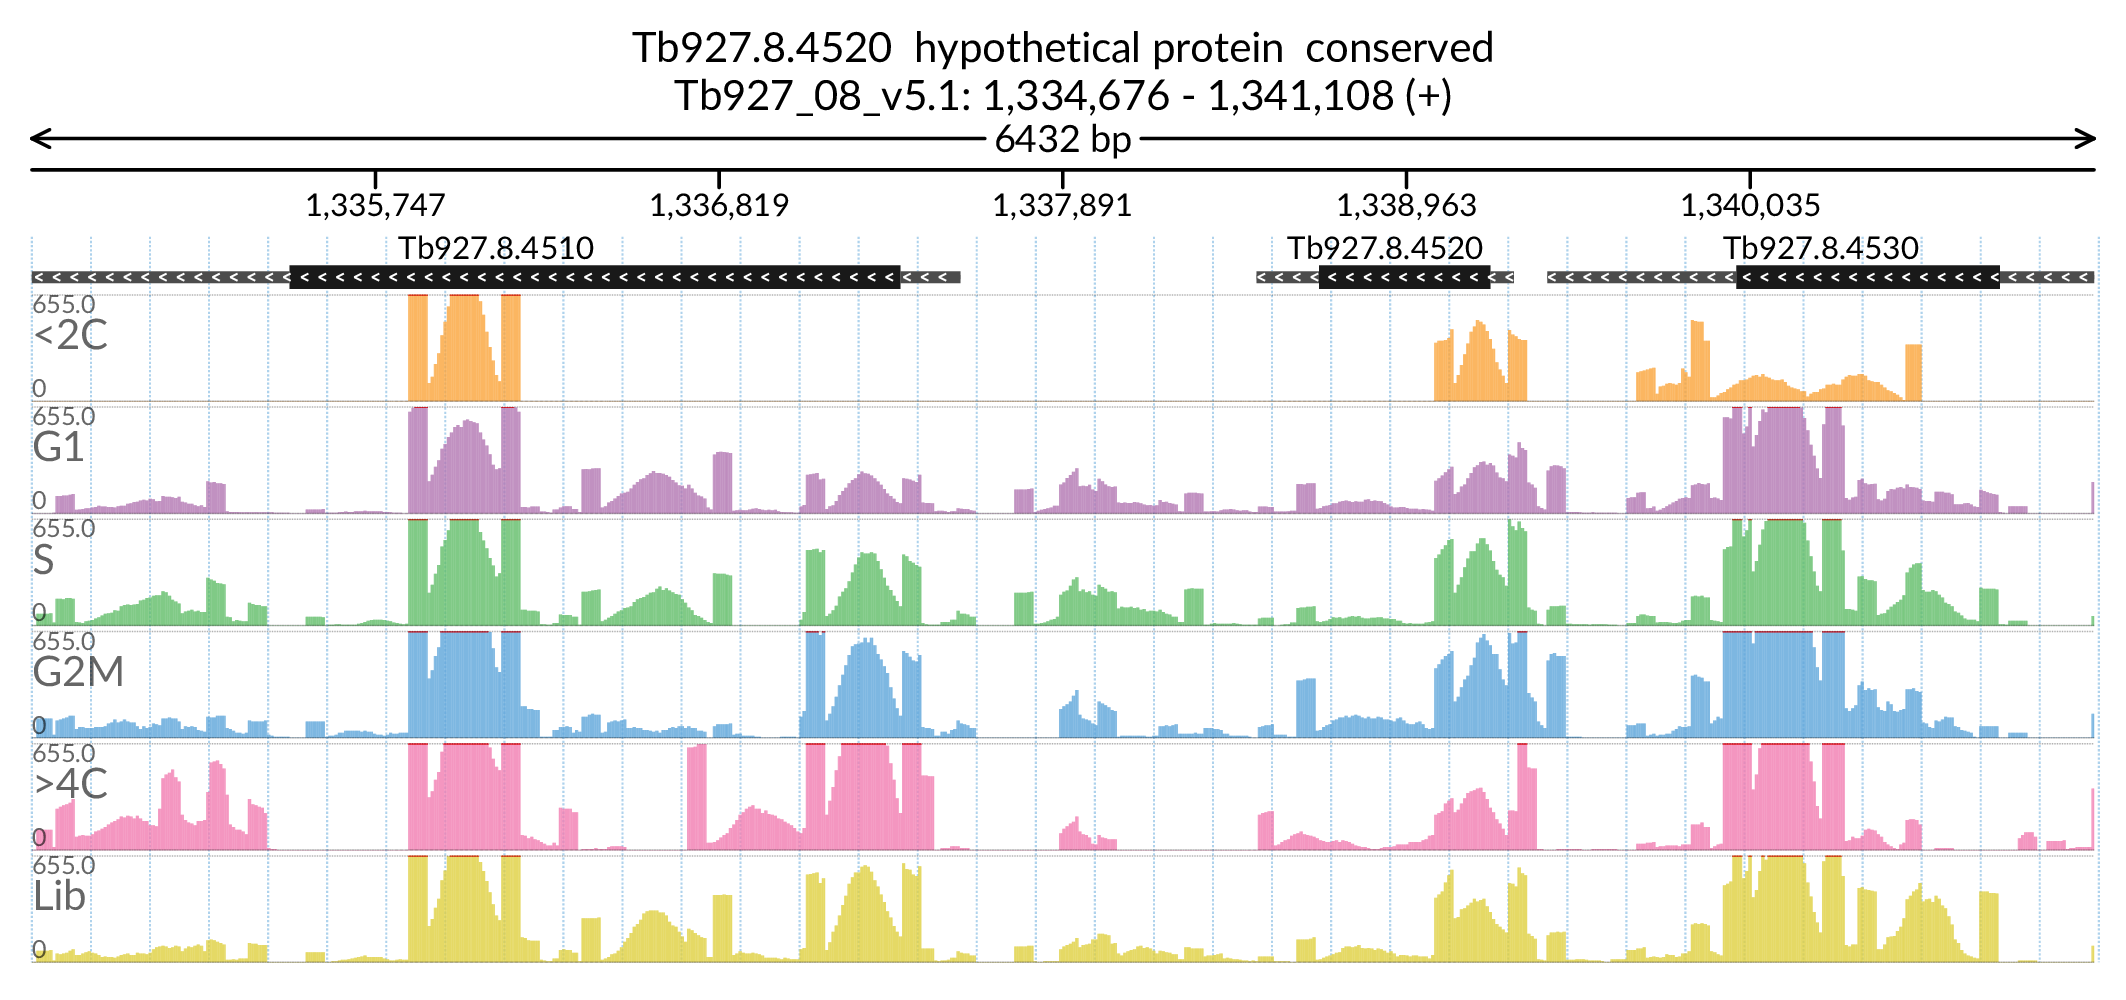 Tb927.8.4520 hypothetical protein conserved
Tb927_08_v5.1: 1,334,676 - 1,341,108 (+)
6432 bp
1,335,747 1,336,819 1,337,891 1,338,963 1,340,035
Tb927.8.4510 Tb927.8.4520 Tb927.8.4530
655.0
<2C
0
655.0
G1
0
655.0
S
0
655.0
G2M
0
655.0
>4C
0
655.0
Lib
0